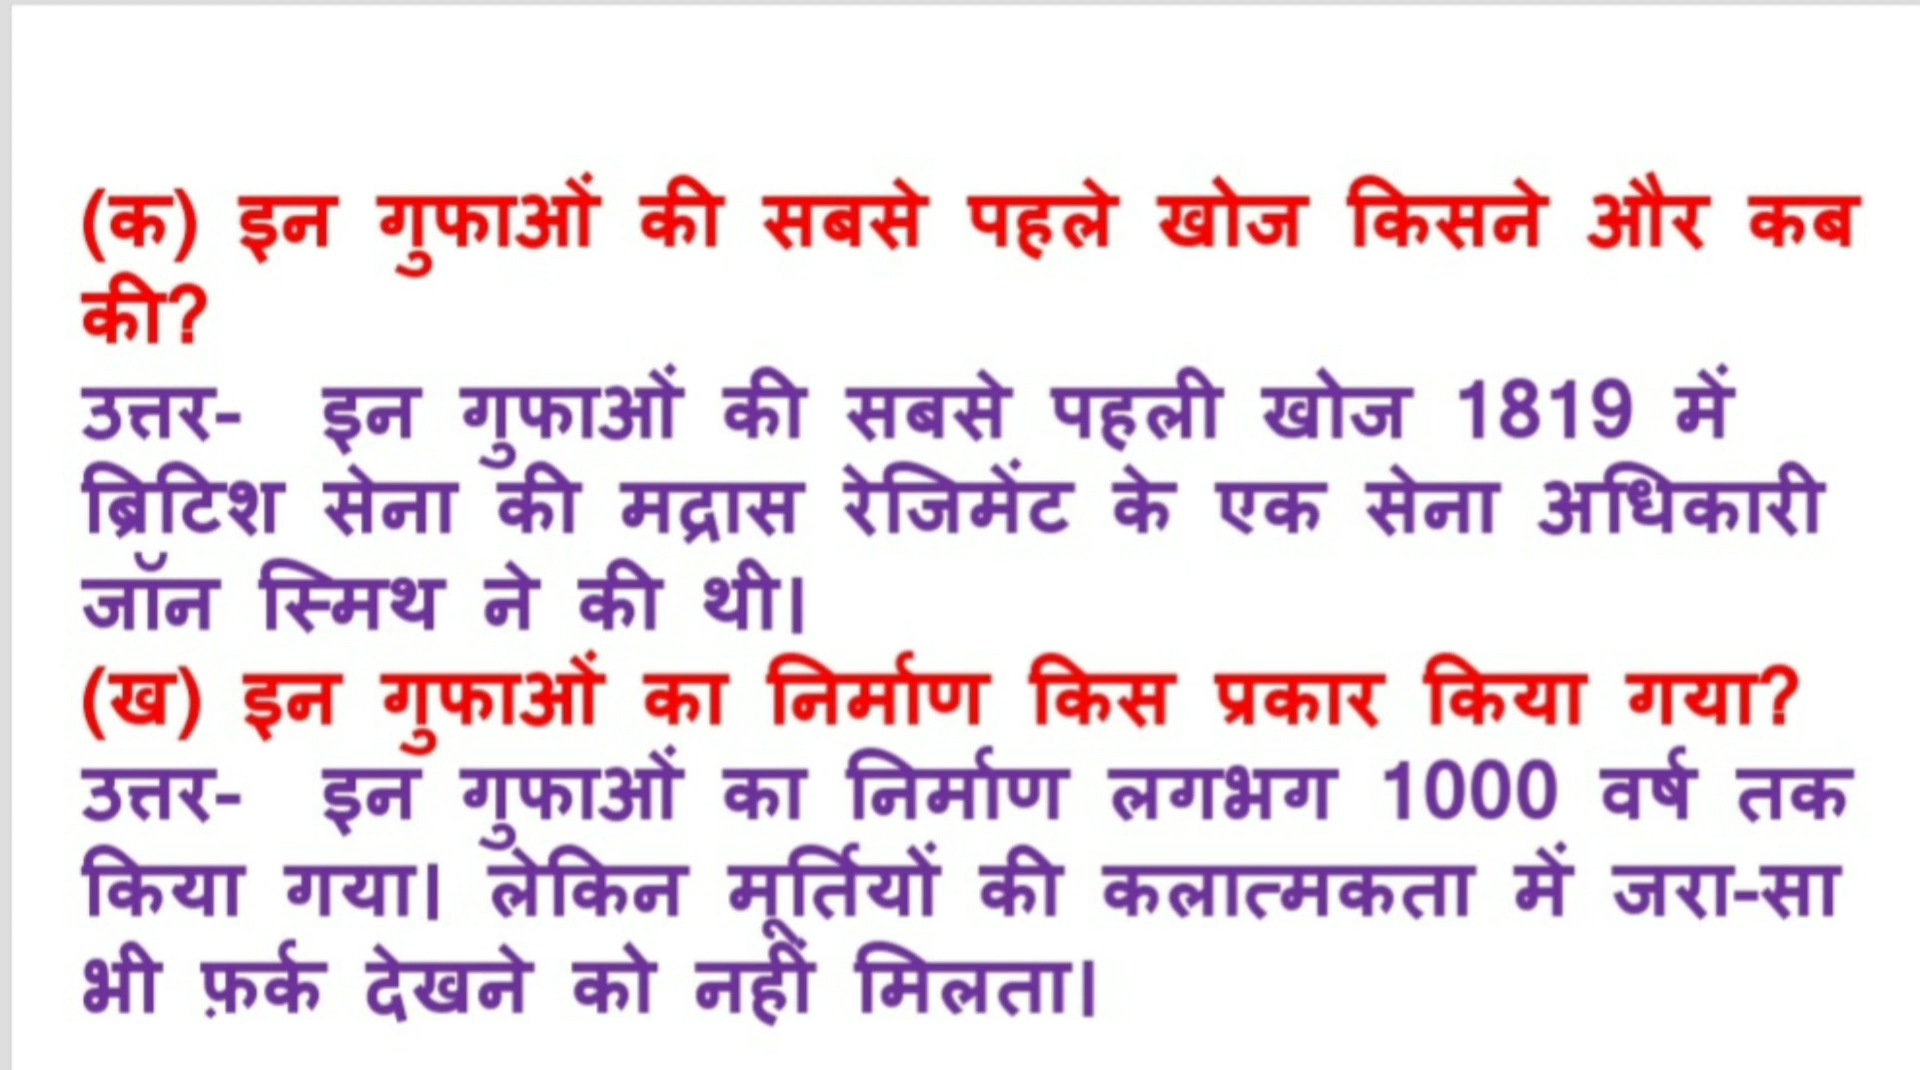 (क) इन गुफाओं की सबसे पहले खोज किसने और कब
की?
उत्तर- इन गुफाओं की सबसे पहली खोज 1819 में
ब्रिटिश सेना की मद्रास रेजिमेंट के एक सेना अधिकारी
जॉन स्मिथ ने की थी।
(ख) इन गुफाओं का निर्माण किस प्रकार किया गया?
उत्तर- इन गुफाओं का निर्माण लगभग 1000 वर्ष तक
किया गया। लेकिन मूर्तियों की कलात्मकता में जरा-सा
भी फ़र्क देखने को नहीं मिलता।